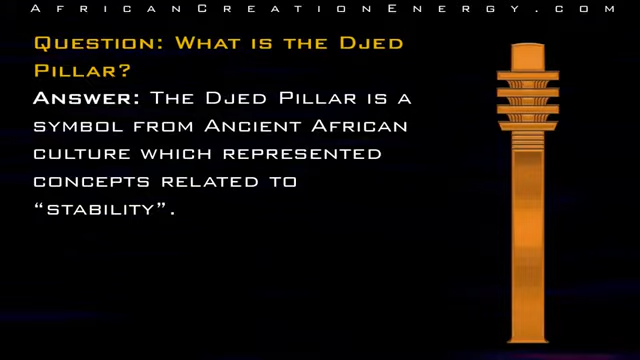 AfricanCreationEnergy.com
Question: What is the Djed
Pillar?
Answer: The Djed Pillar is a
symbol from Ancient African
culture which represented
concepts related to
“stability”.